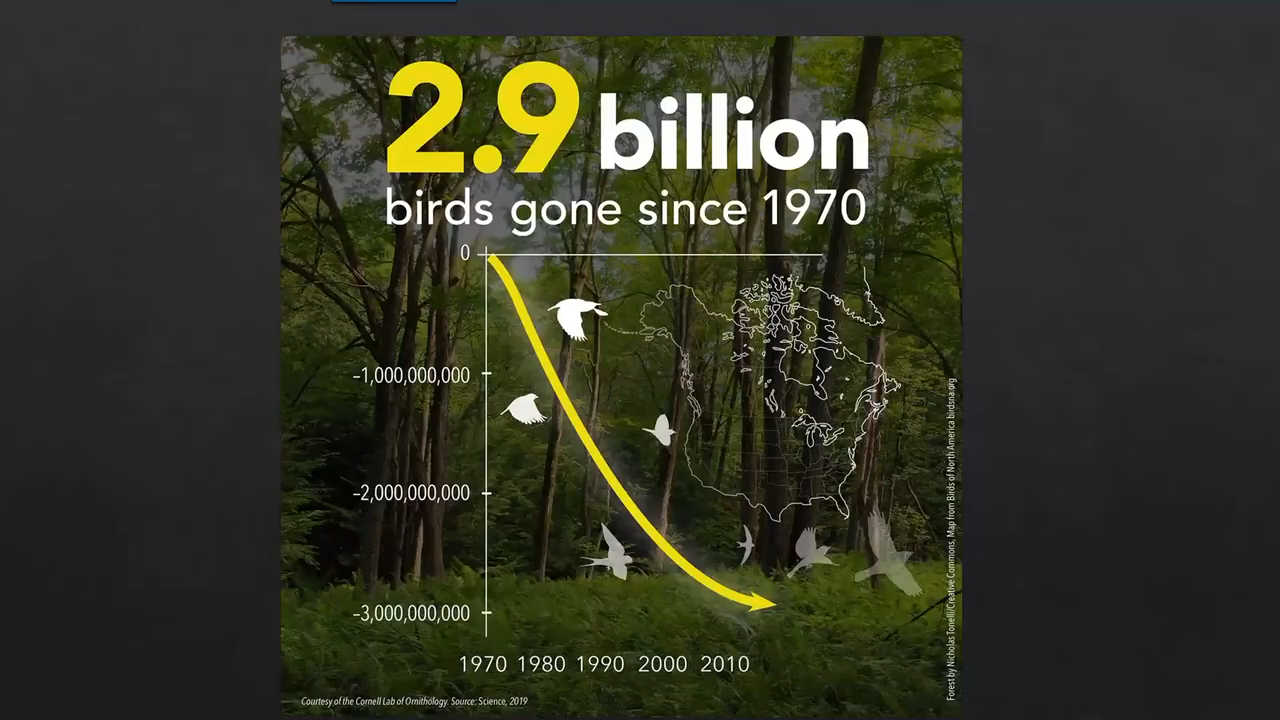 2.9 billion
birds gone since 1970
0
–1,000,000,000
–2,000,000,000
–3,000,000,000
1970 1980 1990 2000 2010
Courtesy of the Cornell Lab of Ornithology. Source: Science, 2019
Forest by Nicholas Tonelli/Creative Commons, Map from Birds of North America birdsna.org